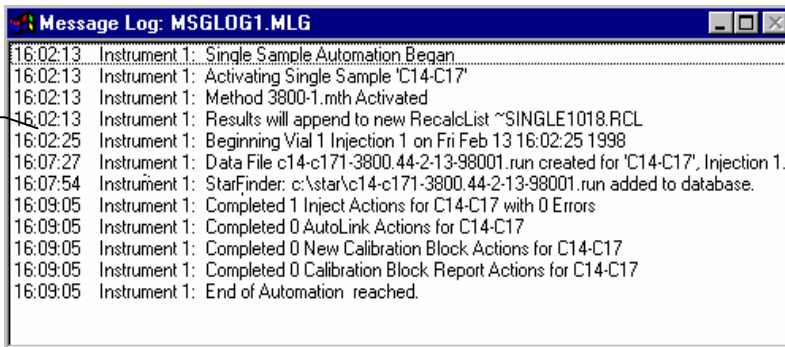 Message Log: MSGLOG1.MLG
16:02:13 Instrument 1: Single Sample Automation Began
16:02:13 Instrument 1: Activating Single Sample 'C14-C17'
16:02:13 Instrument 1: Method 3800-1.mth Activated
16:02:13 Instrument 1: Results will append to new RecalcList ~SINGLE1018.RCL
16:02:25 Instrument 1: Beginning Vial 1 Injection 1 on Fri Feb 13 16:02:25 1998
16:07:27 Instrument 1: Data File c14-c171-3800.44-2-13-98001.run created for 'C14-C17', Injection 1.
16:07:54 Instrument 1: StarFinder: c:\star\c14-c171-3800.44-2-13-98001.run added to database.
16:09:05 Instrument 1: Completed 1 Inject Actions for C14-C17 with 0 Errors
16:09:05 Instrument 1: Completed 0 AutoLink Actions for C14-C17
16:09:05 Instrument 1: Completed 0 New Calibration Block Actions for C14-C17
16:09:05 Instrument 1: Completed 0 Calibration Block Report Actions for C14-C17
16:09:05 Instrument 1: End of Automation reached.